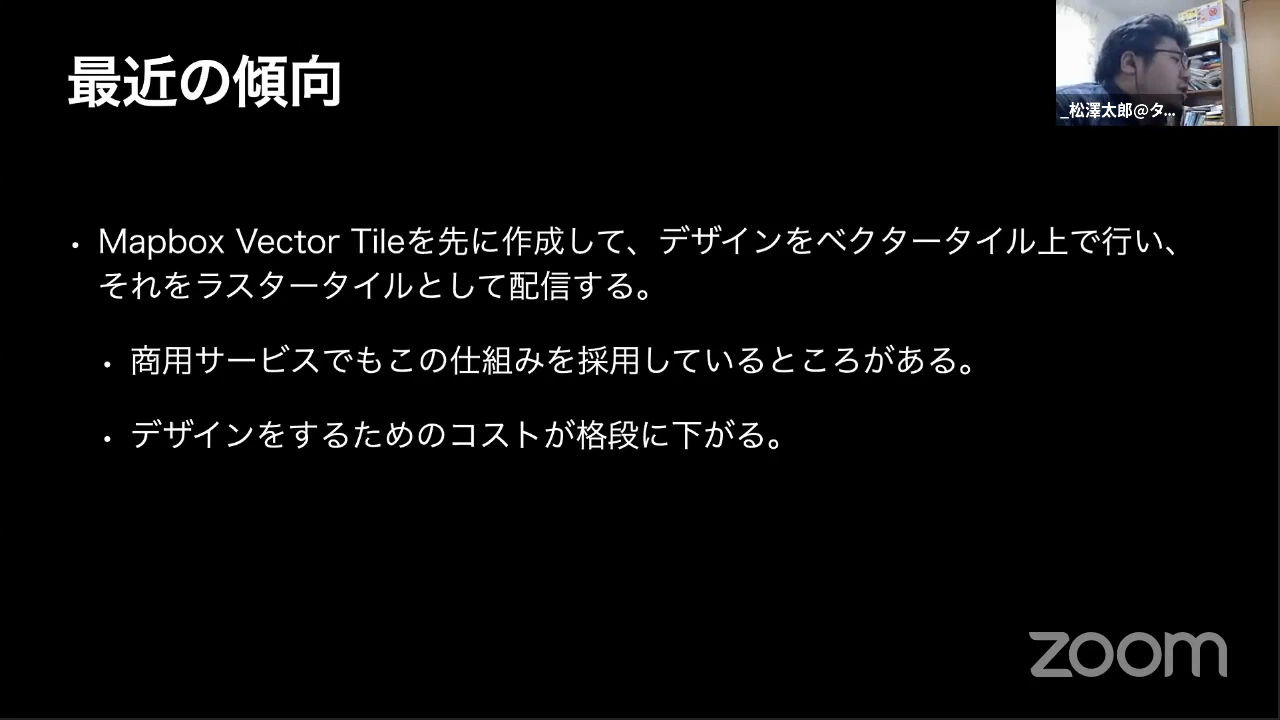 最近の傾向
_松澤太郎@タ...
• Mapbox Vector Tileを先に作成して、デザインをベクタータイル上で行い、
それをラスタータイルとして配信する。
• 商用サービスでもこの仕組みを採用しているところがある。
• デザインをするためのコストが格段に下がる。
zoom